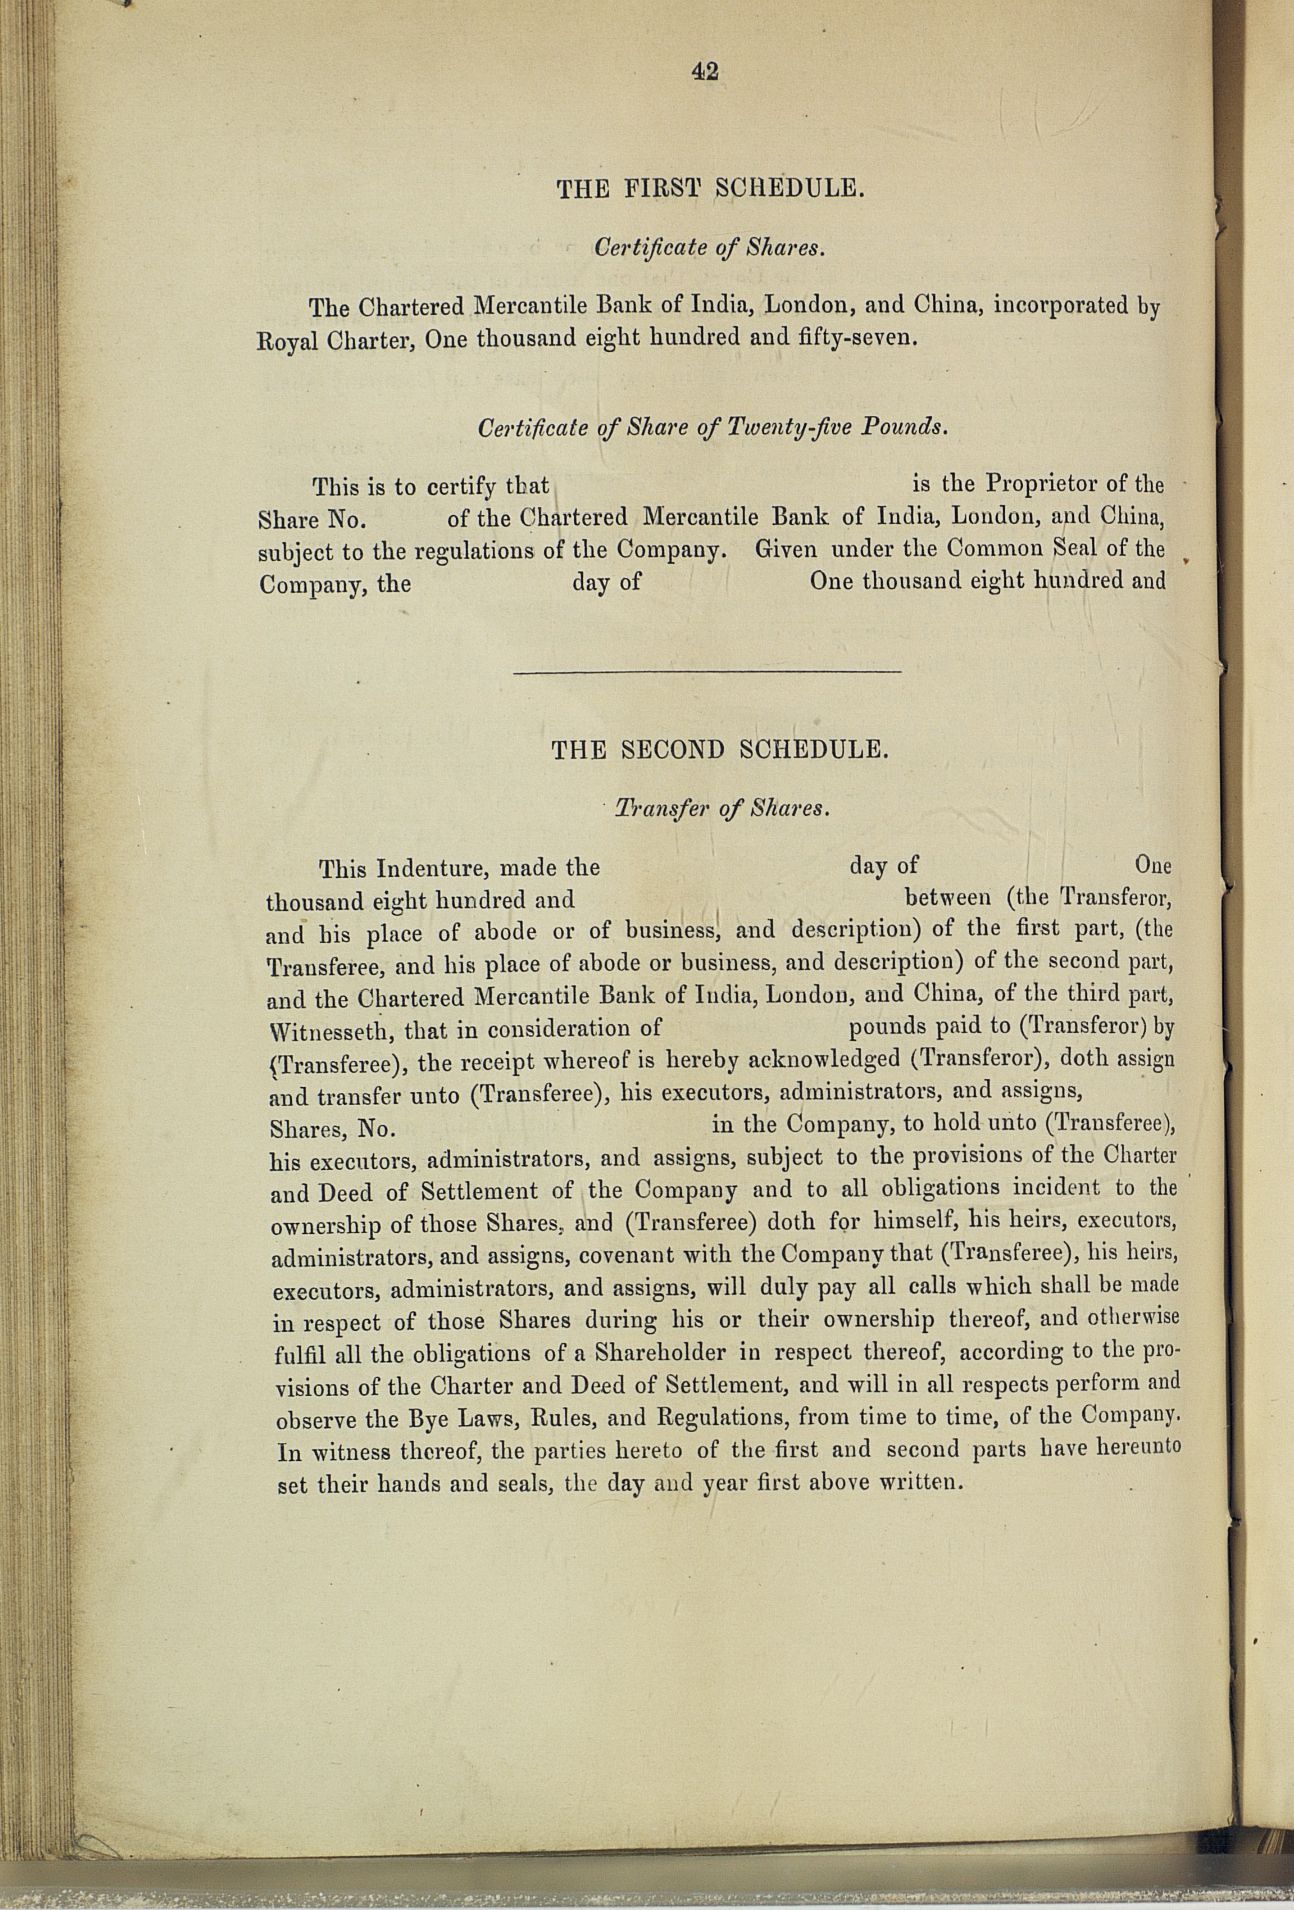 42
THE FIRST SCHEDULE.
Certificate of Shares.
The Chartered Mercantile Bank of India, London, and China, incorporated by
Royal Charter, One thousand eight hundred and fifty-seven.
Certificate of Share of Twenty-five Pounds.
This is to certify that is the Proprietor of the
Share No. of the Chartered Mercantile Bank of India, London, and China,
subject to the regulations of the Company. Given under the Common Seal of the
Company, the day of One thousand eight hundred and
THE SECOND SCHEDULE.
Transfer of Shares.
This Indenture, made the day of One
thousand eight hundred and between (the Transferor,
and his place of abode or of business, and description) of the first part, (the
Transferee, and his place of abode or business, and description) of the second part,
and the Chartered Mercantile Bank of India, London, and China, of the third part,
Witnesseth, that in consideration of pounds paid to (Transferor) by
(Transferee), the receipt whereof is hereby acknowledged (Transferor), doth assign
and transfer unto (Transferee), his executors, administrators, and assigns,
Shares, No. in the Company, to hold unto (Transferee),
his executors, administrators, and assigns, subject to the provisions of the Charter
and Deed of Settlement of the Company and to all obligations incident to the
ownership of those Shares, and (Transferee) doth for himself, his heirs, executors,
administrators, and assigns, covenant with the Company that (Transferee), his heirs,
executors, administrators, and assigns, will duly pay all calls which shall be made
in respect of those Shares during his or their ownership thereof, and otherwise
fulfil all the obligations of a Shareholder in respect thereof, according to the pro-
visions of the Charter and Deed of Settlement, and will in all respects perform and
observe the Bye Laws, Rules, and Regulations, from time to time, of the Company.
In witness thereof, the parties hereto of the first and second parts have hereunto
set their hands and seals, the day and year first above written.